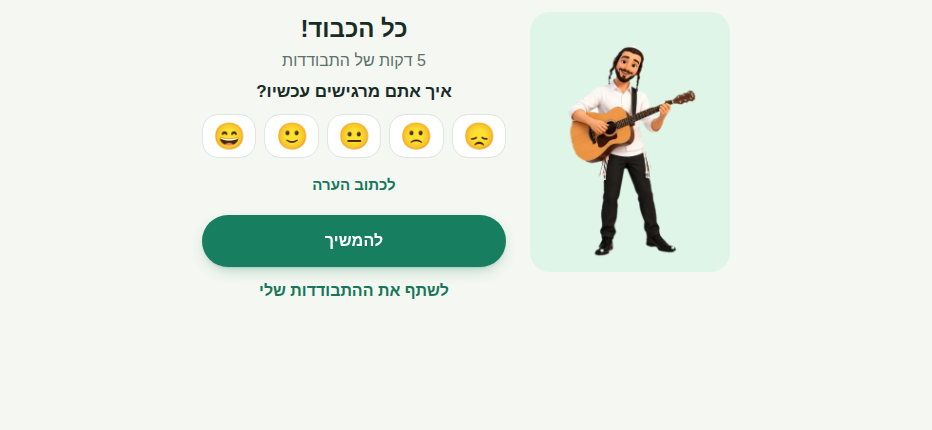 כל הכבוד!
5 דקות של התבודדות
איך אתם מרגישים עכשיו?
לכתוב הערה
להמשיך
לשתף את ההתבודדות שלי